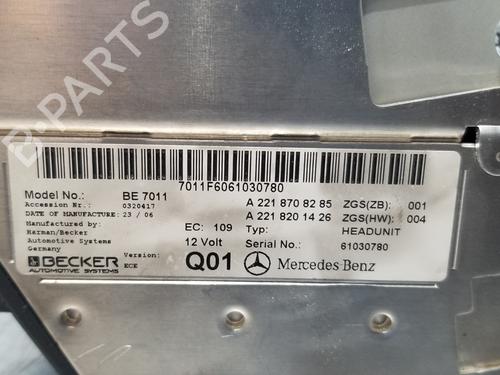 B-PARTS
7011F6061030780
Model No.: BE 7011 A 221 870 82 85 ZGS(ZB): 001
Accession Nr.: 0320417 A 221 820 14 26 ZGS(HW): 004
DATE OF MANUFACTURE: 23 / 06
Manufactured by: EC: 109 Typ: HEADUNIT
Harman/Becker
Automotive Systems 12 Volt Serial No.: 61030780
Germany
BECKER Version: Q01 Mercedes-Benz
AUTOMOTIVE SYSTEMS ECE